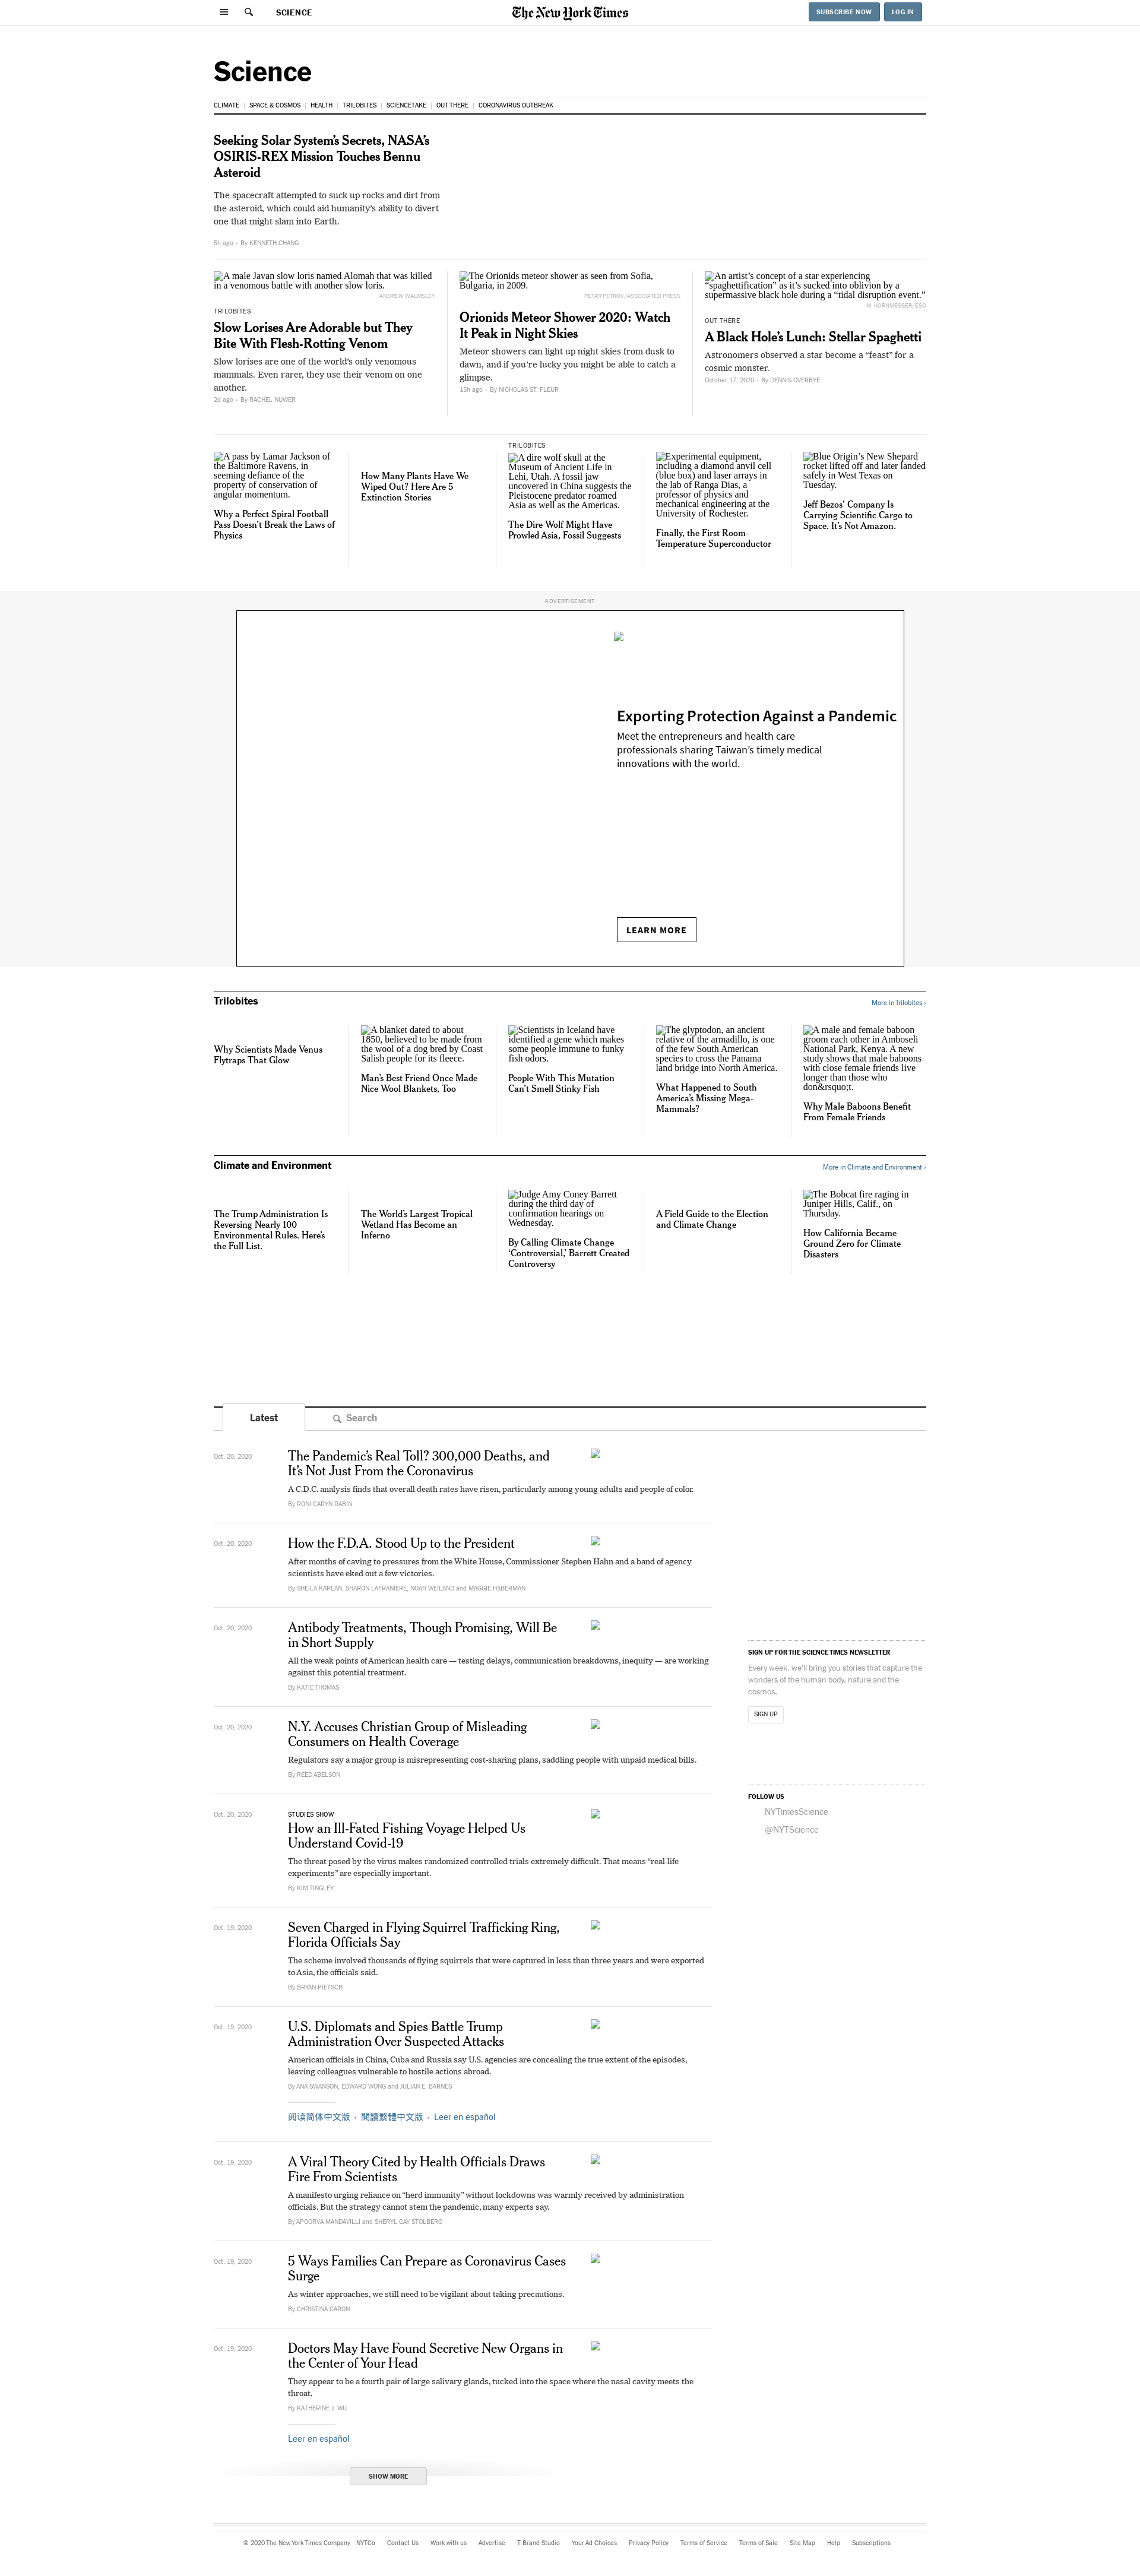 SCIENCE
The New York Times
SUBSCRIBE NOW
LOG IN
Science
CLIMATE
SPACE & COSMOS
HEALTH
TRILOBITES
SCIENCETAKE
OUT THERE
CORONAVIRUS OUTBREAK
Seeking Solar System's Secrets, NASA's
OSIRIS-REX Mission Touches Bennu
Asteroid
The spacecraft attempted to suck up rocks and dirt from
the asteroid, which could aid humanity's ability to divert
one that might slam into Earth.
5h ago • By KENNETH CHANG
A male Javan slow loris named Alomah that was killed
in a venomous battle with another slow loris.
ANDREW WALMSLEY
TRILOBITES
Slow Lorises Are Adorable but They
Bite With Flesh-Rotting Venom
Slow lorises are one of the world's only venomous
mammals. Even rarer, they use their venom on one
another.
2d ago • By RACHEL NUWER
The Orionids meteor shower as seen from Sofia,
Bulgaria, in 2009.
PETAR PETROV/ASSOCIATED PRESS
Orionids Meteor Shower 2020: Watch
It Peak in Night Skies
Meteor showers can light up night skies from dusk to
dawn, and if you're lucky you might be able to catch a
glimpse.
15h ago • By NICHOLAS ST. FLEUR
An artist's concept of a star experiencing
"spaghettification" as it's sucked into oblivion by a
supermassive black hole during a "tidal disruption event."
M. KORNMESSER/ESO
OUT THERE
A Black Hole's Lunch: Stellar Spaghetti
Astronomers observed a star become a "feast" for a
cosmic monster.
October 17, 2020 • By DENNIS OVERBYE
A pass by Lamar Jackson of
the Baltimore Ravens, in
seeming defiance of the
property of conservation of
angular momentum.
Why a Perfect Spiral Football
Pass Doesn't Break the Laws of
Physics
How Many Plants Have We
Wiped Out? Here Are 5
Extinction Stories
TRILOBITES
A dire wolf skull at the
Museum of Ancient Life in
Lehi, Utah. A fossil jaw
uncovered in China suggests the
Pleistocene predator roamed
Asia as well as the Americas.
The Dire Wolf Might Have
Prowled Asia, Fossil Suggests
Experimental equipment,
including a diamond anvil cell
(blue box) and laser arrays in
the lab of Ranga Dias, a
professor of physics and
mechanical engineering at the
University of Rochester.
Finally, the First Room-
Temperature Superconductor
Blue Origin's New Shepard
rocket lifted off and later landed
safely in West Texas on
Tuesday.
Jeff Bezos' Company Is
Carrying Scientific Cargo to
Space. It's Not Amazon.
ADVERTISEMENT
Exporting Protection Against a Pandemic
Meet the entrepreneurs and health care
professionals sharing Taiwan's timely medical
innovations with the world.
LEARN MORE
Trilobites
More in Trilobites ›
Why Scientists Made Venus
Flytraps That Glow
A blanket dated to about
1850, believed to be made from
the wool of a dog bred by Coast
Salish people for its fleece.
Man's Best Friend Once Made
Nice Wool Blankets, Too
Scientists in Iceland have
identified a gene which makes
some people immune to funky
fish odors.
People With This Mutation
Can't Smell Stinky Fish
The glyptodon, an ancient
relative of the armadillo, is one
of the few South American
species to cross the Panama
land bridge into North America.
What Happened to South
America's Missing Mega-
Mammals?
A male and female baboon
groom each other in Amboseli
National Park, Kenya. A new
study shows that male baboons
with close female friends live
longer than those who
don&rsquo;t.
Why Male Baboons Benefit
From Female Friends
Climate and Environment
More in Climate and Environment ›
The Trump Administration Is
Reversing Nearly 100
Environmental Rules. Here's
the Full List.
The World's Largest Tropical
Wetland Has Become an
Inferno
Judge Amy Coney Barrett
during the third day of
confirmation hearings on
Wednesday.
By Calling Climate Change
'Controversial,' Barrett Created
Controversy
A Field Guide to the Election
and Climate Change
The Bobcat fire raging in
Juniper Hills, Calif., on
Thursday.
How California Became
Ground Zero for Climate
Disasters
Latest
Search
Oct. 20, 2020
The Pandemic's Real Toll? 300,000 Deaths, and
It's Not Just From the Coronavirus
A C.D.C. analysis finds that overall death rates have risen, particularly among young adults and people of color.
By RONI CARYN RABIN
Oct. 20, 2020
How the F.D.A. Stood Up to the President
After months of caving to pressures from the White House, Commissioner Stephen Hahn and a band of agency
scientists have eked out a few victories.
By SHEILA KAPLAN, SHARON LAFRANIERE, NOAH WEILAND and MAGGIE HABERMAN
Oct. 20, 2020
Antibody Treatments, Though Promising, Will Be
in Short Supply
All the weak points of American health care — testing delays, communication breakdowns, inequity — are working
against this potential treatment.
By KATIE THOMAS
Oct. 20, 2020
N.Y. Accuses Christian Group of Misleading
Consumers on Health Coverage
Regulators say a major group is misrepresenting cost-sharing plans, saddling people with unpaid medical bills.
By REED ABELSON
Oct. 20, 2020
STUDIES SHOW
How an Ill-Fated Fishing Voyage Helped Us
Understand Covid-19
The threat posed by the virus makes randomized controlled trials extremely difficult. That means "real-life
experiments" are especially important.
By KIM TINGLEY
Oct. 19, 2020
Seven Charged in Flying Squirrel Trafficking Ring,
Florida Officials Say
The scheme involved thousands of flying squirrels that were captured in less than three years and were exported
to Asia, the officials said.
By BRYAN PIETSCH
Oct. 19, 2020
U.S. Diplomats and Spies Battle Trump
Administration Over Suspected Attacks
American officials in China, Cuba and Russia say U.S. agencies are concealing the true extent of the episodes,
leaving colleagues vulnerable to hostile actions abroad.
By ANA SWANSON, EDWARD WONG and JULIAN E. BARNES
阅读简体中文版 • 閱讀繁體中文版 • Leer en español
Oct. 19, 2020
A Viral Theory Cited by Health Officials Draws
Fire From Scientists
A manifesto urging reliance on "herd immunity" without lockdowns was warmly received by administration
officials. But the strategy cannot stem the pandemic, many experts say.
By APOORVA MANDAVILLI and SHERYL GAY STOLBERG
Oct. 19, 2020
5 Ways Families Can Prepare as Coronavirus Cases
Surge
As winter approaches, we still need to be vigilant about taking precautions.
By CHRISTINA CARON
Oct. 19, 2020
Doctors May Have Found Secretive New Organs in
the Center of Your Head
They appear to be a fourth pair of large salivary glands, tucked into the space where the nasal cavity meets the
throat.
By KATHERINE J. WU
Leer en español
SHOW MORE
SIGN UP FOR THE SCIENCE TIMES NEWSLETTER
Every week, we'll bring you stories that capture the
wonders of the human body, nature and the
cosmos.
SIGN UP
FOLLOW US
NYTimesScience
@NYTScience
© 2020 The New York Times Company
NYTCo
Contact Us
Work with us
Advertise
T Brand Studio
Your Ad Choices
Privacy Policy
Terms of Service
Terms of Sale
Site Map
Help
Subscriptions